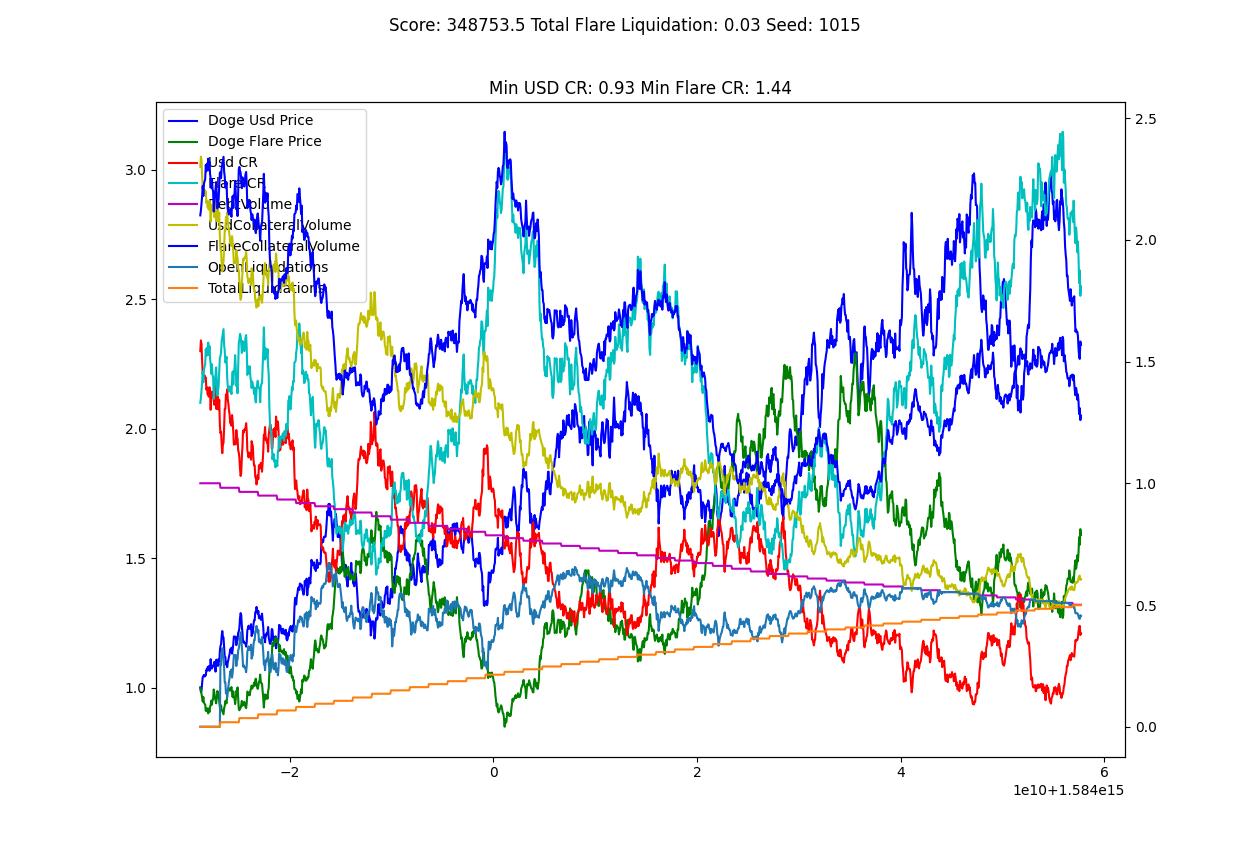 Score: 348753.5 Total Flare Liquidation: 0.03 Seed: 1015
Min USD CR: 0.93 Min Flare CR: 1.44
Doge Usd Price
Doge Flare Price
Usd CR
Flare CR
DebtVolume
UsdCollateralVolume
FlareCollateralVolume
OpenLiquidations
TotalLiquidations
3.0
2.5
2.0
1.5
1.0
2.5
2.0
1.5
1.0
0.5
0.0
−2
0
2
4
6
1e10+1.584e15